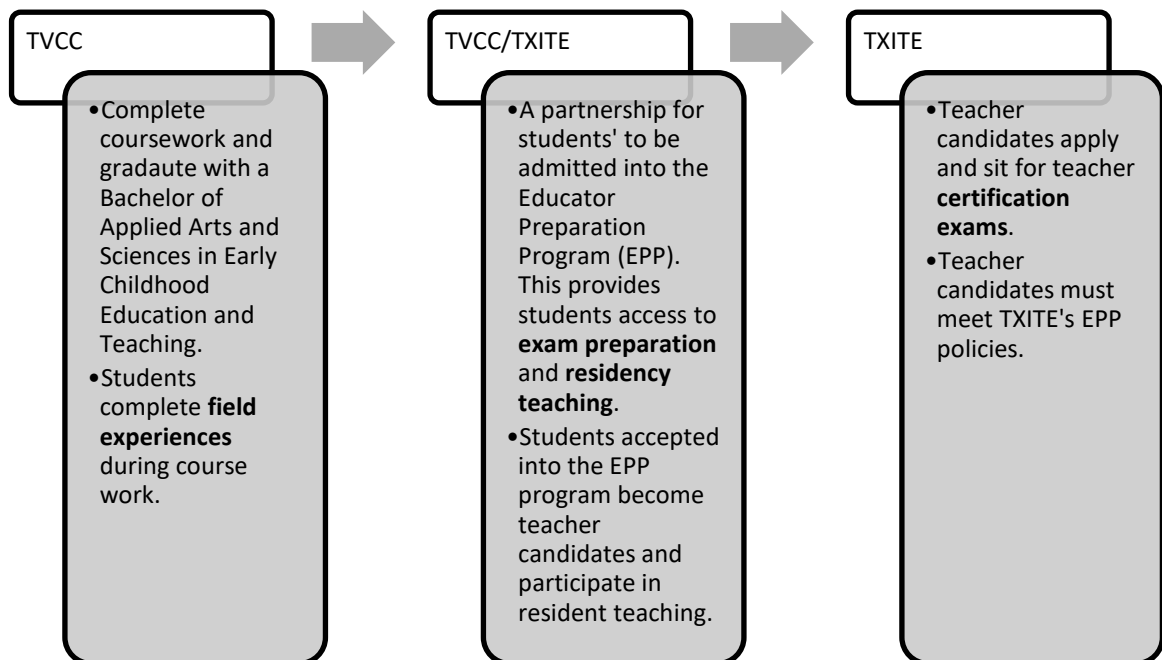 TVCC
•Complete
coursework and
gradaute with a
Bachelor of
Applied Arts and
Sciences in Early
Childhood
Education and
Teaching.
•Students
complete field
experiences
during course
work.
TVCC/TXITE
•A partnership for
students' to be
admitted into the
Educator
Preparation
Program (EPP).
This provides
students access to
exam preparation
and residency
teaching.
•Students accepted
into the EPP
program become
teacher
candidates and
participate in
resident teaching.
TXITE
•Teacher
candidates apply
and sit for teacher
certification
exams.
•Teacher
candidates must
meet TXITE's EPP
policies.